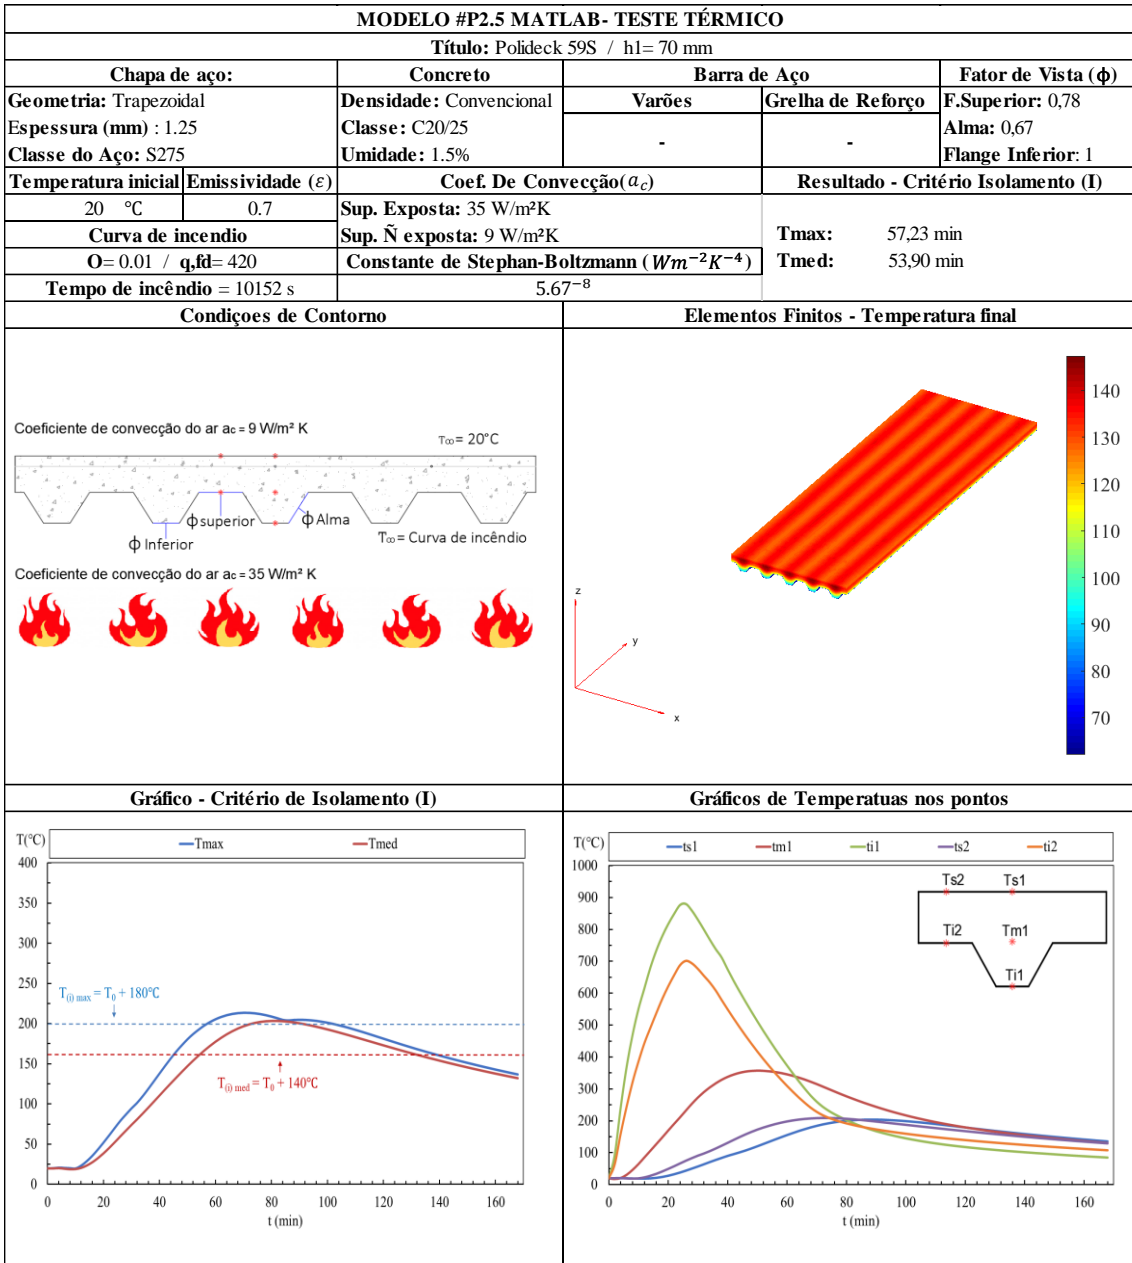 MODELO #P2.5 MATLAB- TESTE TÉRMICO
Título: Polideck 59S / h1= 70 mm
Chapa de aço:
Concreto
Barra de Aço
Fator de Vista (ϕ)
Geometria: Trapezoidal
Espessura (mm) : 1.25
Classe do Aço: S275
Densidade: Convencional
Classe: C20/25
Umidade: 1.5%
Varões
Grelha de Reforço
-
-
F.Superior: 0,78
Alma: 0,67
Flange Inferior: 1
Temperatura inicial
Emissividade (ε)
Coef. De Convecção(a_c)
Resultado - Critério Isolamento (I)
20 °C
0.7
Sup. Exposta: 35 W/m²K
Sup. Ñ exposta: 9 W/m²K
Curva de incendio
O= 0.01 / q,fd= 420
Tempo de incêndio = 10152 s
Constante de Stephan-Boltzmann (Wm⁻²K⁻⁴)
5.67⁻⁸
Tmax: 57,23 min
Tmed: 53,90 min
Condiçoes de Contorno
Elementos Finitos - Temperatura final
Coeficiente de convecção do ar ac = 9 W/m² K
T∞= 20°C
ϕ superior
ϕ Alma
ϕ Inferior
T∞= Curva de incêndio
Coeficiente de convecção do ar ac = 35 W/m² K
z
y
x
140
130
120
110
100
90
80
70
Gráfico - Critério de Isolamento (I)
Gráficos de Temperatuas nos pontos
T(°C)
Tmax
Tmed
400
350
300
250
200
150
100
50
0
T(i) max = T0 + 180°C
T(i) med = T0 + 140°C
0 20 40 60 80 100 120 140 160
t (min)
T(°C)
ts1
tm1
ti1
ts2
ti2
1000
900
800
700
600
500
400
300
200
100
0
Ts2
Ts1
Ti2
Tm1
Ti1
0 20 40 60 80 100 120 140 160
t (min)